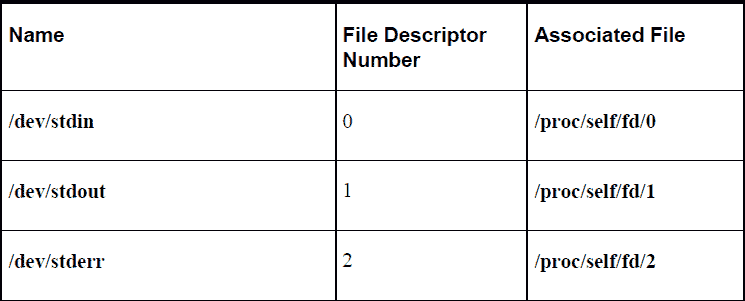 Name File Descriptor Number Associated File
/dev/stdin 0 /proc/self/fd/0
/dev/stdout 1 /proc/self/fd/1
/dev/stderr 2 /proc/self/fd/2